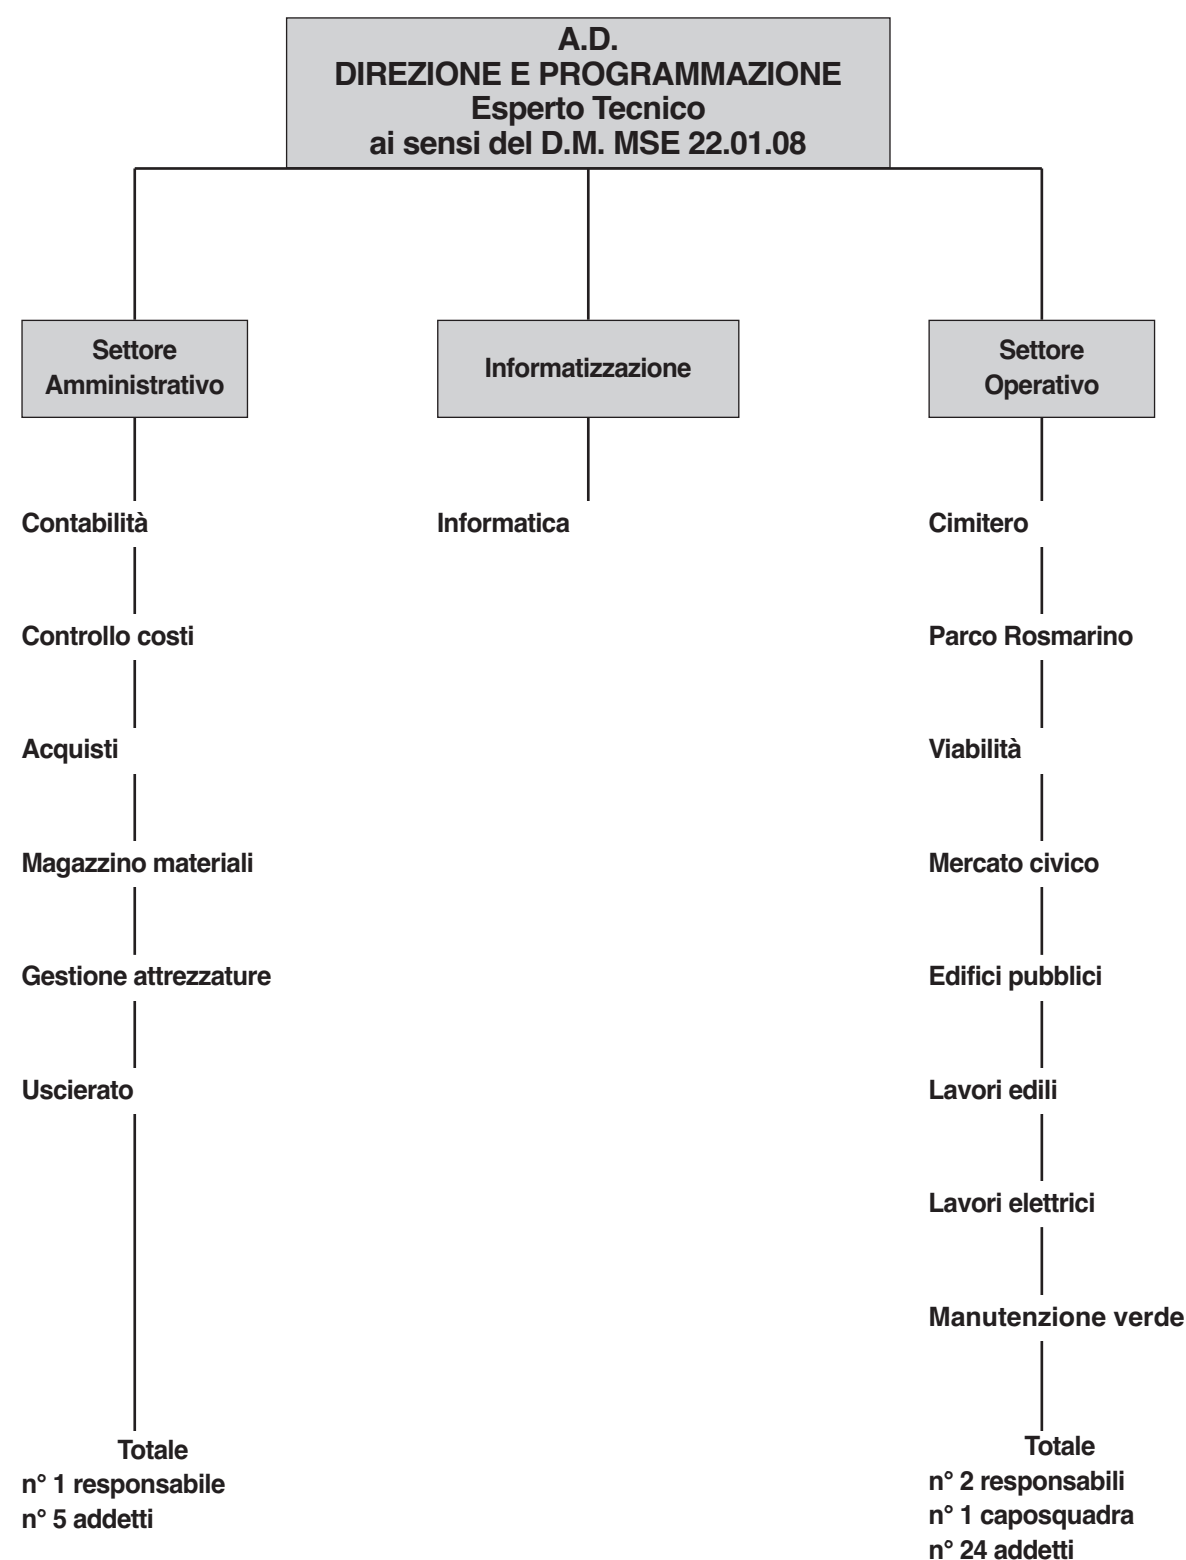 A.D.
DIREZIONE E PROGRAMMAZIONE
Esperto Tecnico
ai sensi del D.M. MSE 22.01.08
Settore
Amministrativo
Contabilità
Controllo costi
Acquisti
Magazzino materiali
Gestione attrezzature
Uscierato
Totale
n° 1 responsabile
n° 5 addetti
Informatizzazione
Informatica
Settore
Operativo
Cimitero
Parco Rosmarino
Viabilità
Mercato civico
Edifici pubblici
Lavori edili
Lavori elettrici
Manutenzione verde
Totale
n° 2 responsabili
n° 1 caposquadra
n° 24 addetti